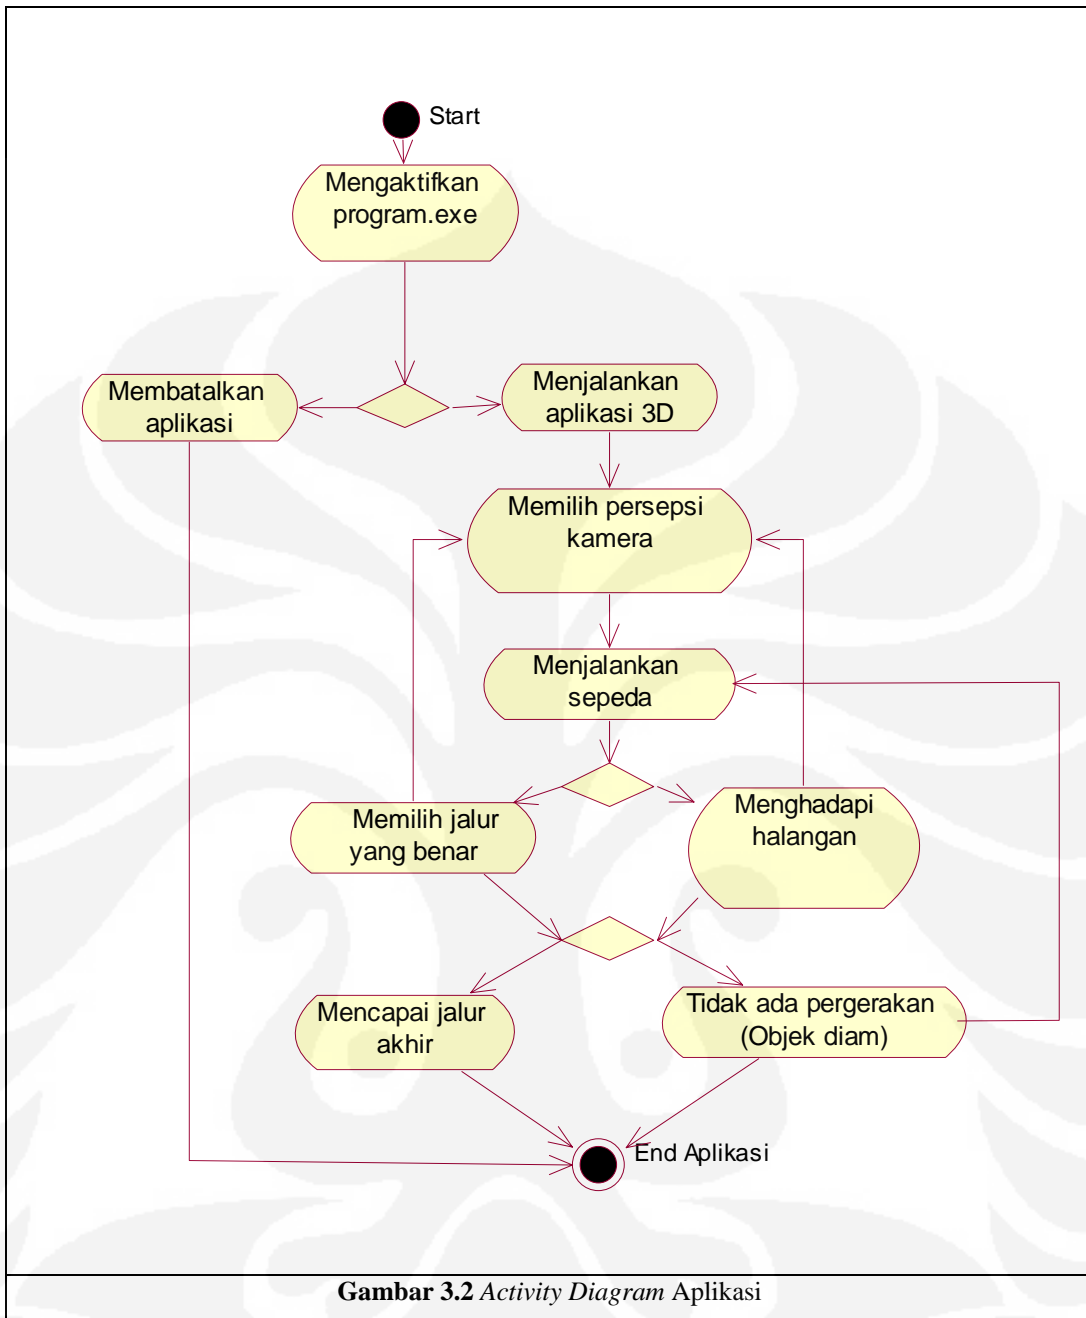 Start
Mengaktifkan
program.exe
Membatalkan
aplikasi
Menjalankan
aplikasi 3D
Memilih persepsi
kamera
Menjalankan
sepeda
Memilih jalur
yang benar
Menghadapi
halangan
Mencapai jalur
akhir
Tidak ada pergerakan
(Objek diam)
End Aplikasi
Gambar 3.2 Activity Diagram Aplikasi